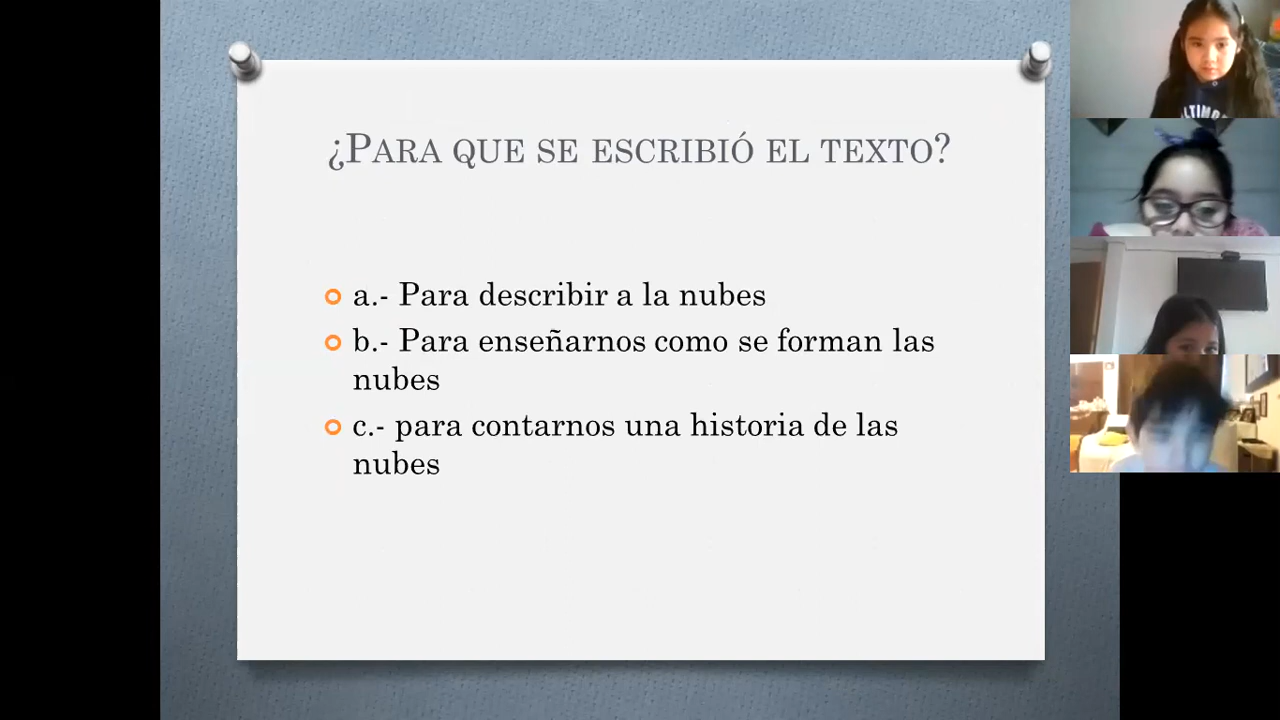 ¿PARA QUE SE ESCRIBIÓ EL TEXTO?
a.- Para describir a la nubes
b.- Para enseñarnos como se forman las
nubes
c.- para contarnos una historia de las
nubes